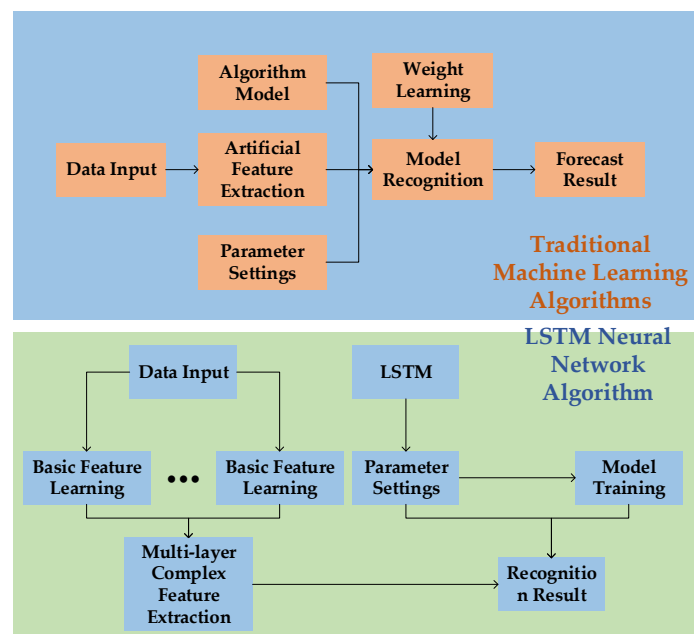 Algorithm
Model
Weight
Learning
Data Input
Artificial
Feature
Extraction
Model
Recognition
Forecast
Result
Parameter
Settings
Traditional
Machine Learning
Algorithms
LSTM Neural
Network
Algorithm
Data Input
LSTM
Basic Feature
Learning
•••
Basic Feature
Learning
Parameter
Settings
Model
Training
Multi-layer
Complex
Feature
Extraction
Recognitio
n Result